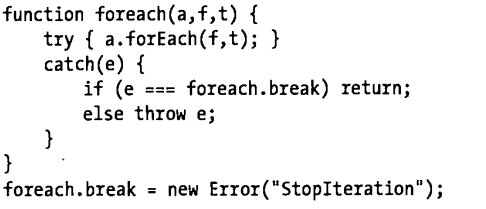 function foreach(a,f,t) {
    try { a.forEach(f,t); }
    catch(e) {
        if (e === foreach.break) return;
        else throw e;
    }
}
foreach.break = new Error("StopIteration");